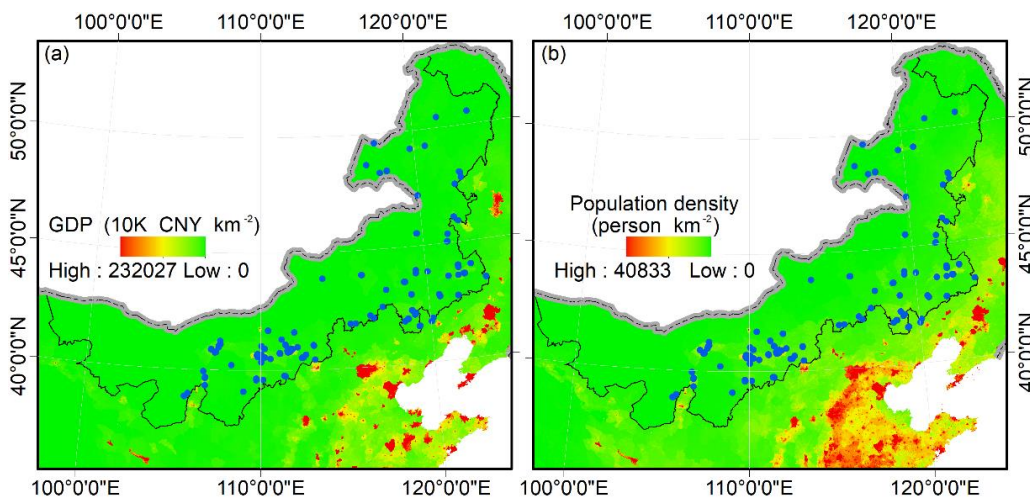 100°0'0"E 110°0'0"E 120°0'0"E
(a)
50°0'0"N
45°0'0"N
40°0'0"N
GDP (10K CNY km⁻²)
High : 232027 Low : 0
100°0'0"E 110°0'0"E 120°0'0"E
100°0'0"E 110°0'0"E 120°0'0"E
(b)
50°0'0"N
45°0'0"N
40°0'0"N
Population density
(person km⁻²)
High : 40833 Low : 0
100°0'0"E 110°0'0"E 120°0'0"E